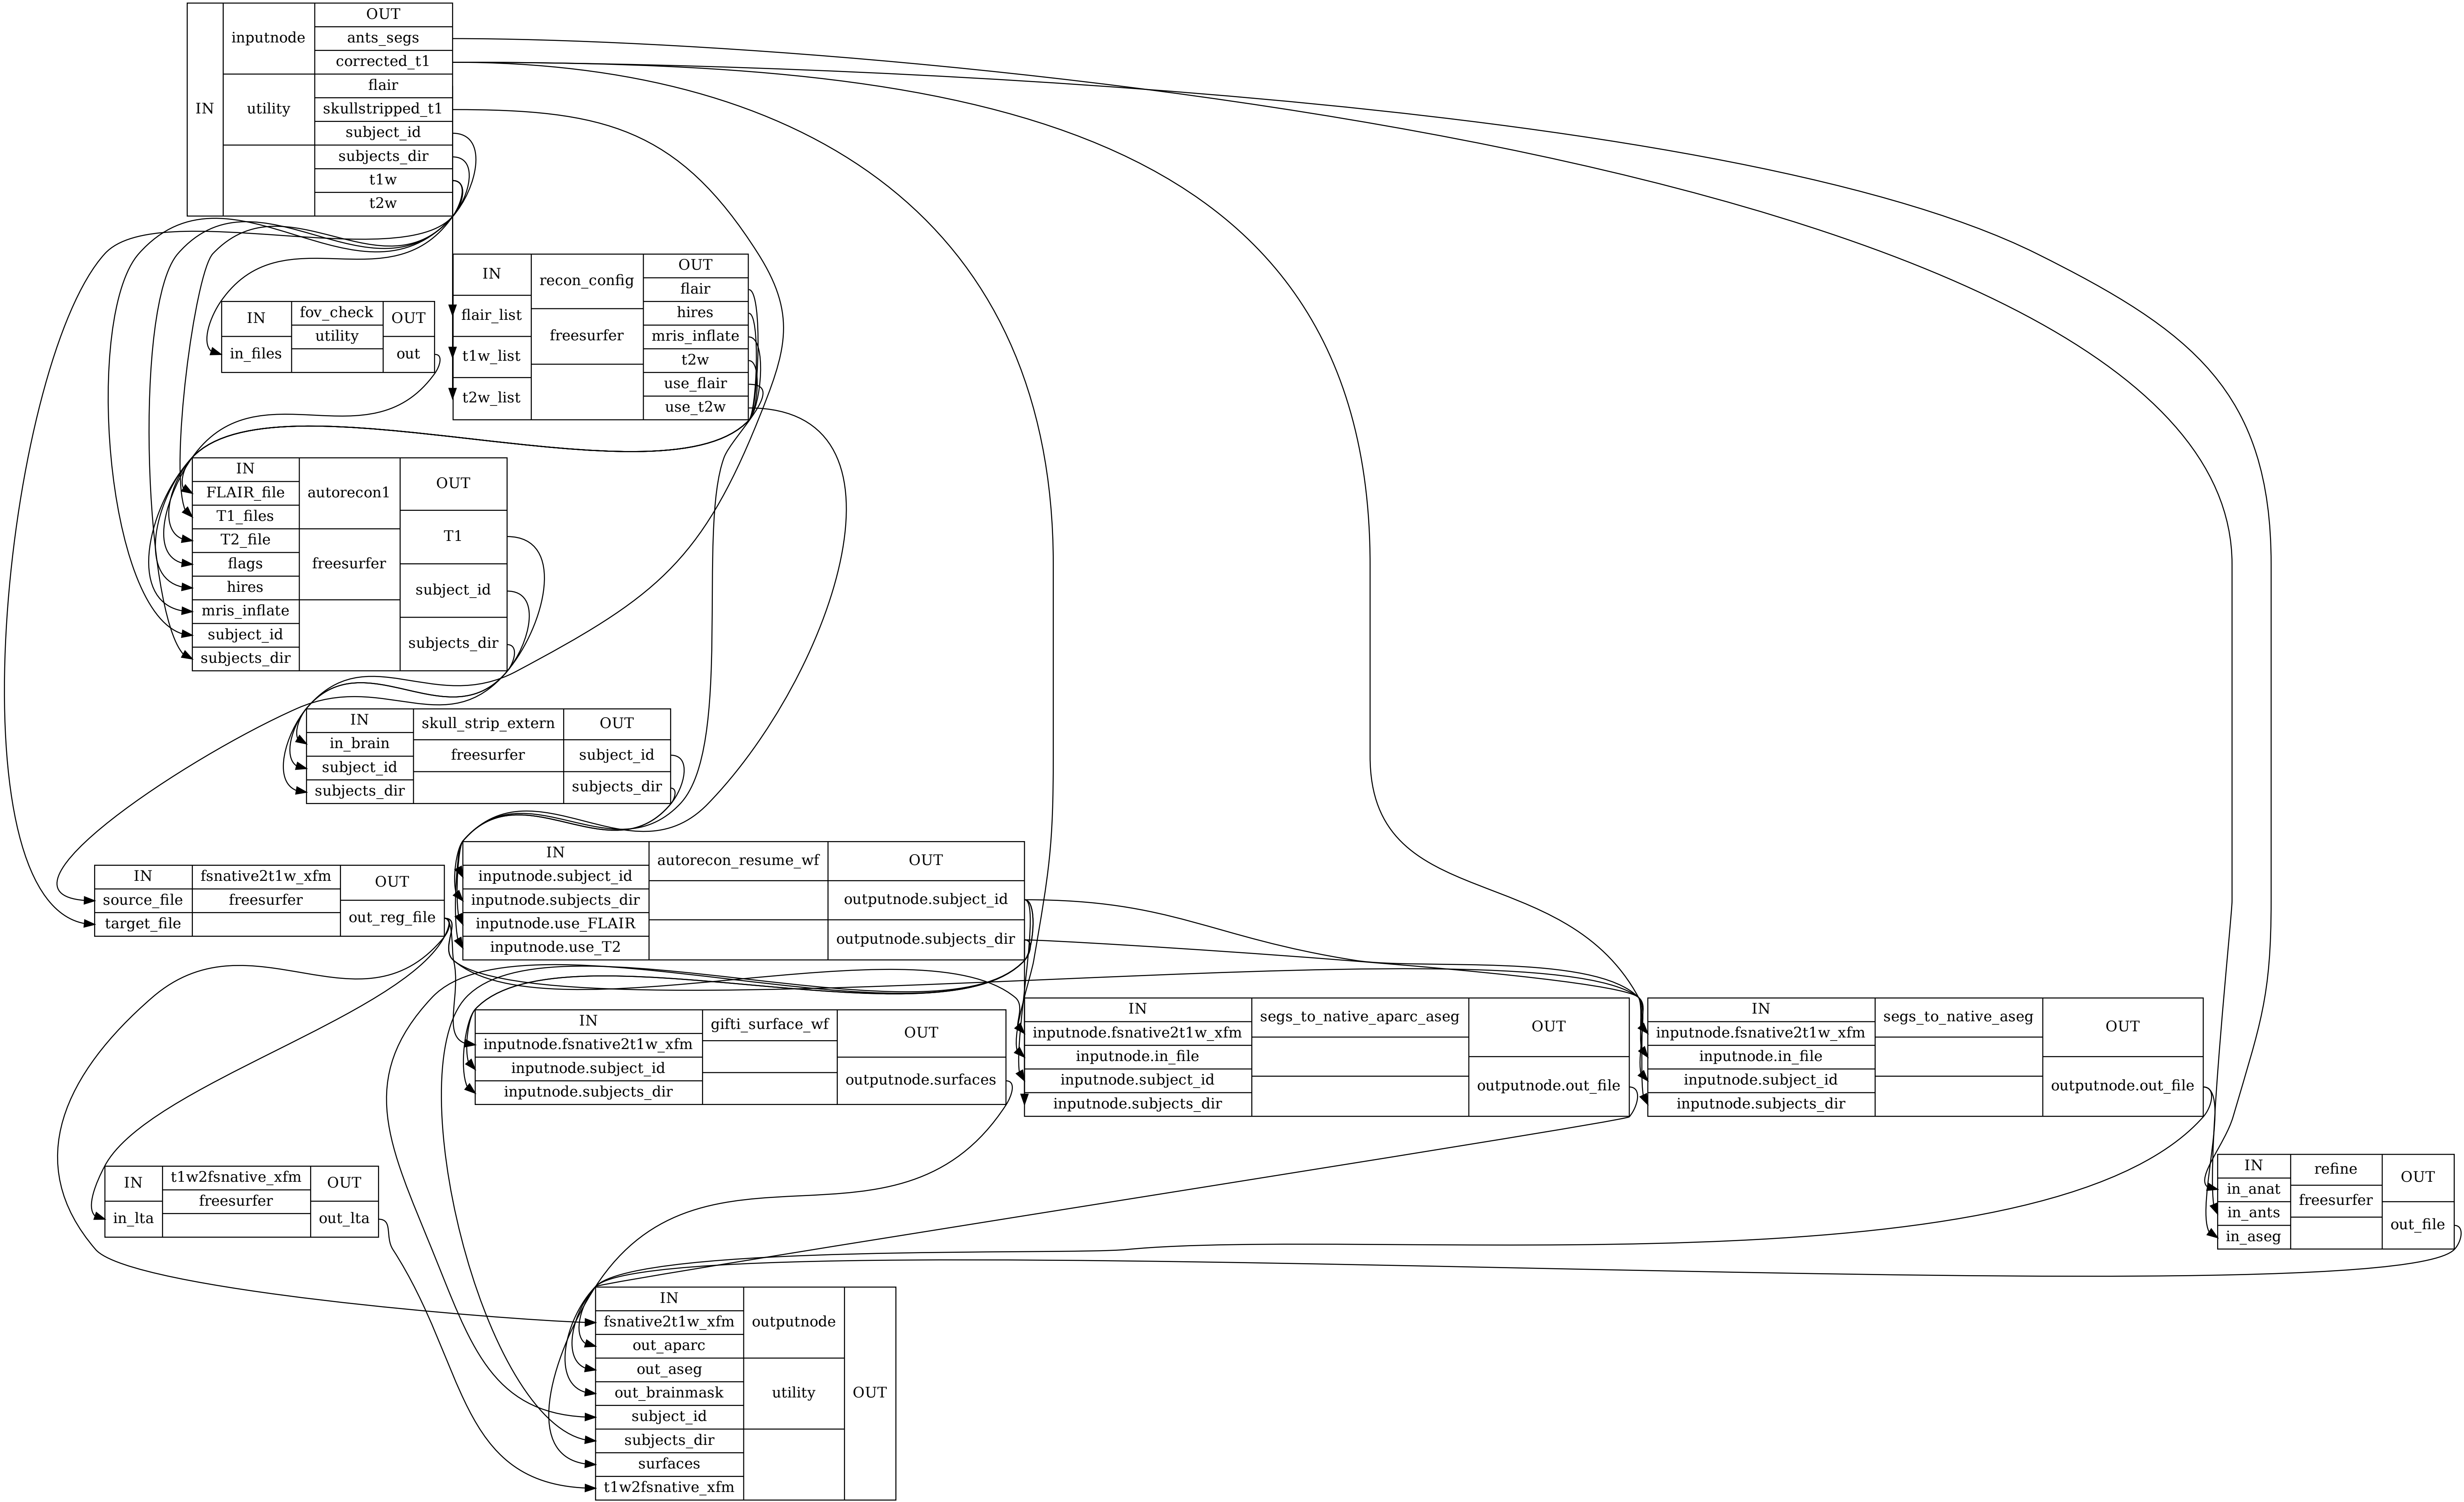 IN
inputnode
utility
OUT
ants_segs
corrected_t1
flair
skullstripped_t1
subject_id
subjects_dir
t1w
t2w
IN
flair_list
t1w_list
t2w_list
recon_config
freesurfer
OUT
flair
hires
mris_inflate
t2w
use_flair
use_t2w
IN
in_files
fov_check
utility
OUT
out
IN
FLAIR_file
T1_files
T2_file
flags
hires
mris_inflate
subject_id
subjects_dir
autorecon1
freesurfer
OUT
T1
subject_id
subjects_dir
IN
in_brain
subject_id
subjects_dir
skull_strip_extern
freesurfer
OUT
subject_id
subjects_dir
IN
source_file
target_file
fsnative2t1w_xfm
freesurfer
OUT
out_reg_file
IN
inputnode.subject_id
inputnode.subjects_dir
inputnode.use_FLAIR
inputnode.use_T2
autorecon_resume_wf
OUT
outputnode.subject_id
outputnode.subjects_dir
IN
inputnode.fsnative2t1w_xfm
inputnode.subject_id
inputnode.subjects_dir
gifti_surface_wf
OUT
outputnode.surfaces
IN
inputnode.fsnative2t1w_xfm
inputnode.in_file
inputnode.subject_id
inputnode.subjects_dir
segs_to_native_aparc_aseg
OUT
outputnode.out_file
IN
inputnode.fsnative2t1w_xfm
inputnode.in_file
inputnode.subject_id
inputnode.subjects_dir
segs_to_native_aseg
OUT
outputnode.out_file
IN
in_lta
t1w2fsnative_xfm
freesurfer
OUT
out_lta
IN
in_anat
in_ants
in_aseg
refine
freesurfer
OUT
out_file
IN
fsnative2t1w_xfm
out_aparc
out_aseg
out_brainmask
subject_id
subjects_dir
surfaces
t1w2fsnative_xfm
outputnode
utility
OUT